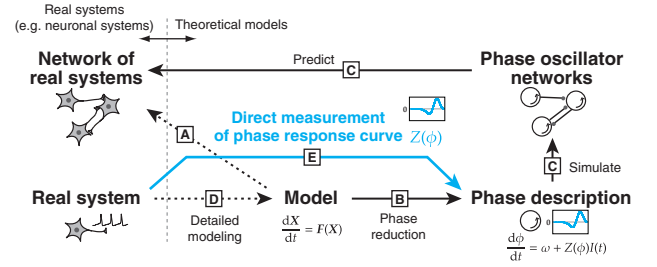 Real systems
(e.g. neuronal systems)
Theoretical models
Network of
real systems
Predict
C
Phase oscillator
networks
A
Direct measurement
of phase response curve Z(ϕ)
0
E
C Simulate
Real system
D
Detailed
modeling
Model
dX/dt = F(X)
B
Phase
reduction
Phase description
0
dϕ/dt = ω + Z(ϕ)I(t)